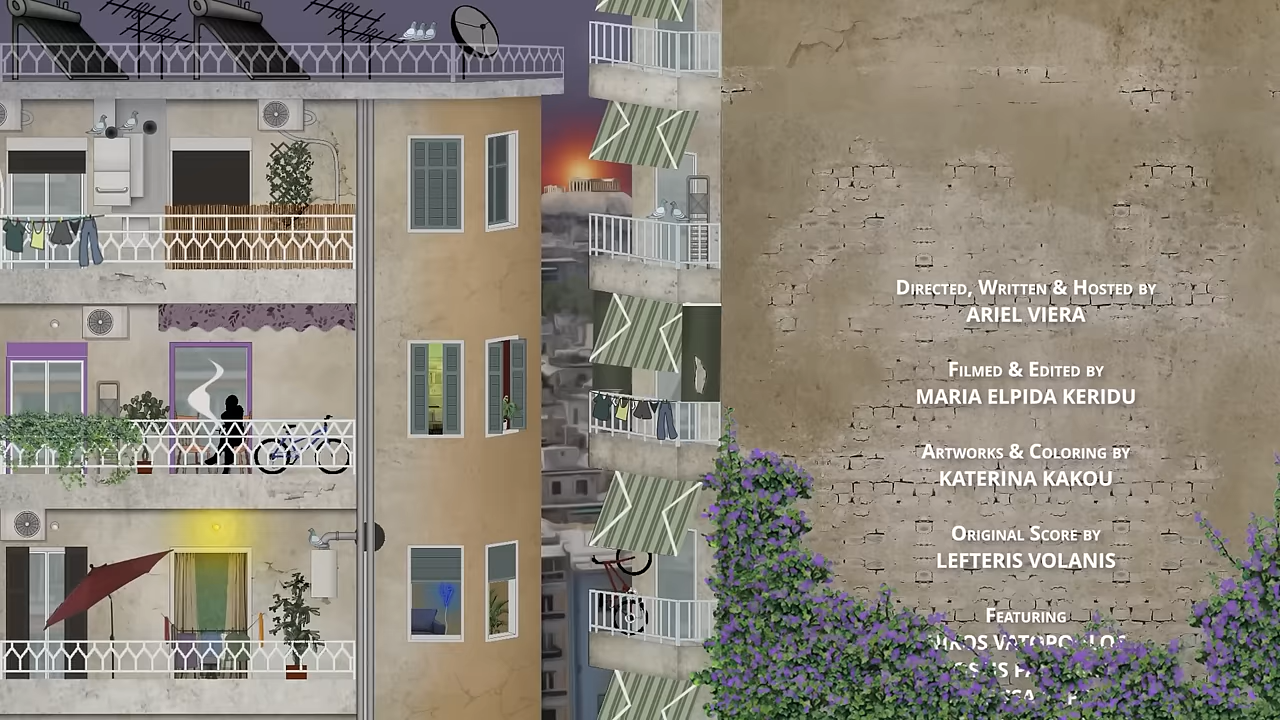 Directed, Written & Hosted by
ARIEL VIERA
Filmed & Edited by
MARIA ELPIDA KERIDU
Artworks & Coloring by
KATERINA KAKOU
Original Score by
LEFTERIS VOLANIS
Featuring